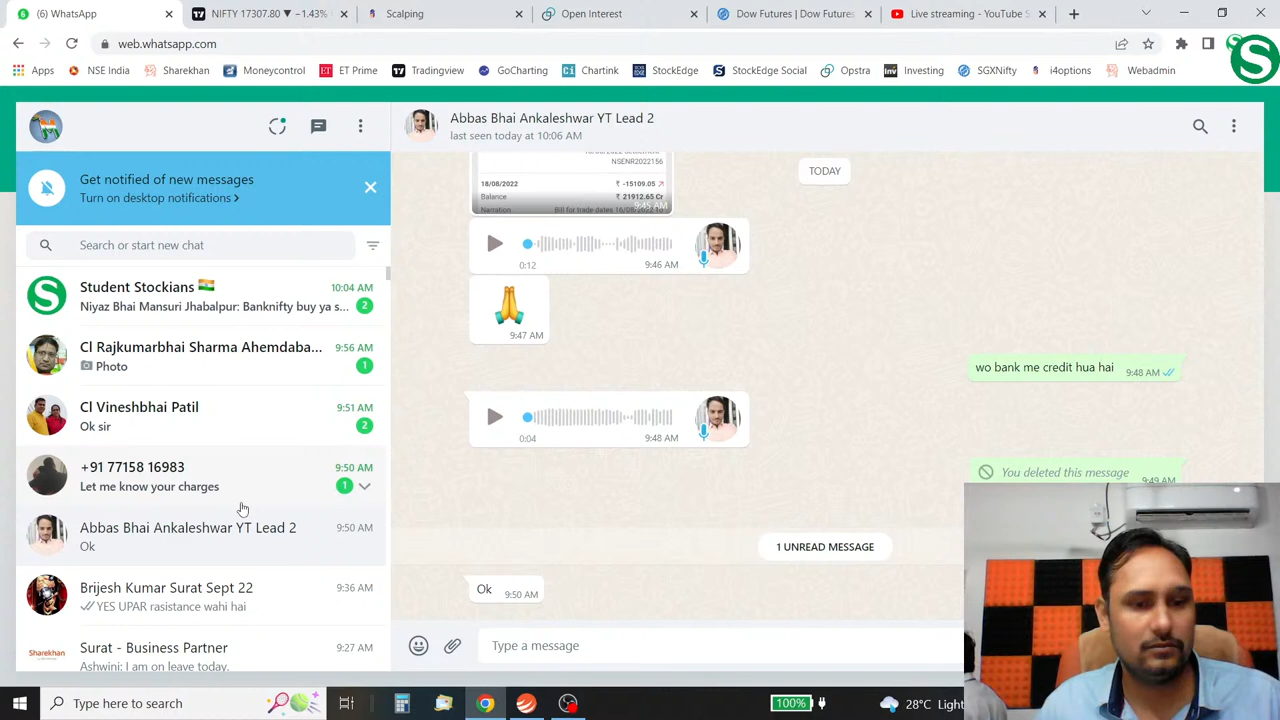 (6) WhatsApp
NIFTY 17307.80 ▼ −1.43%
Scalping
Open Interest
Dow Futures | Dow Futures
Live streaming - YouTube S
web.whatsapp.com
Apps
NSE India
Sharekhan
Moneycontrol
ET Prime
Tradingview
GoCharting
Chartink
StockEdge
StockEdge Social
Opstra
Investing
SGXNifty
i4options
Webadmin
Get notified of new messages
Turn on desktop notifications >
Search or start new chat
Student Stockians 🇮🇳
10:04 AM
Niyaz Bhai Mansuri Jhabalpur: Banknifty buy ya s...
2
Cl Rajkumarbhai Sharma Ahemdaba...
9:56 AM
Photo
1
Cl Vineshbhai Patil
9:51 AM
Ok sir
2
+91 77158 16983
9:50 AM
Let me know your charges
1
Abbas Bhai Ankaleshwar YT Lead 2
9:50 AM
Ok
Brijesh Kumar Surat Sept 22
9:36 AM
YES UPAR rasistance wahi hai
Surat - Business Partner
9:27 AM
Ashwini: I am on leave today.
Abbas Bhai Ankaleshwar YT Lead 2
last seen today at 10:06 AM
NSENR2022156
18/08/2022
₹ -15109.05
Balance
₹ 21912.65 Cr
Narration
9:45 AM
TODAY
0:12
9:46 AM
🙏
9:47 AM
wo bank me credit hua hai
9:48 AM
0:04
9:48 AM
You deleted this message
9:49 AM
1 UNREAD MESSAGE
Ok
9:50 AM
Type a message
Type here to search
100%
28°C Light